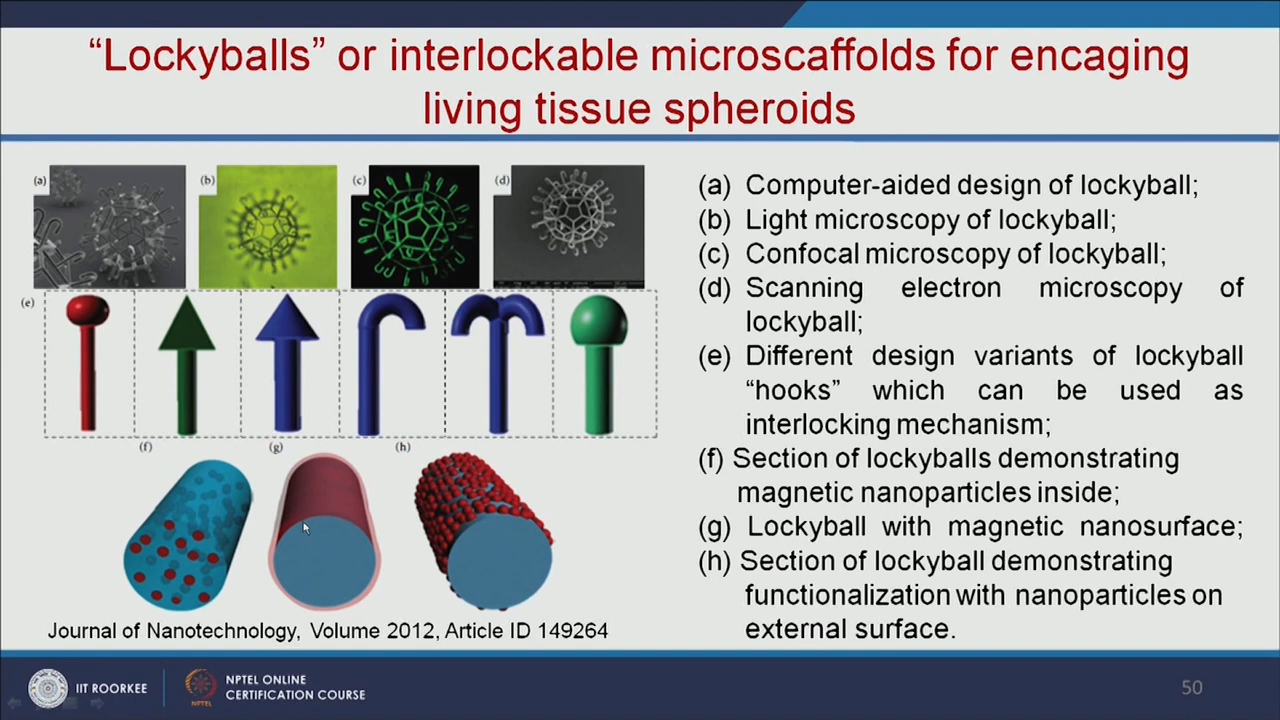 “Lockyballs” or interlockable microscaffolds for encaging
living tissue spheroids
(a)
(b)
(c)
(d)
(e)
(f)
(g)
(h)
Journal of Nanotechnology, Volume 2012, Article ID 149264
(a) Computer-aided design of lockyball;
(b) Light microscopy of lockyball;
(c) Confocal microscopy of lockyball;
(d) Scanning electron microscopy of
lockyball;
(e) Different design variants of lockyball
“hooks” which can be used as
interlocking mechanism;
(f) Section of lockyballs demonstrating
magnetic nanoparticles inside;
(g) Lockyball with magnetic nanosurface;
(h) Section of lockyball demonstrating
functionalization with nanoparticles on
external surface.
IIT ROORKEE
NPTEL
NPTEL ONLINE
CERTIFICATION COURSE
50